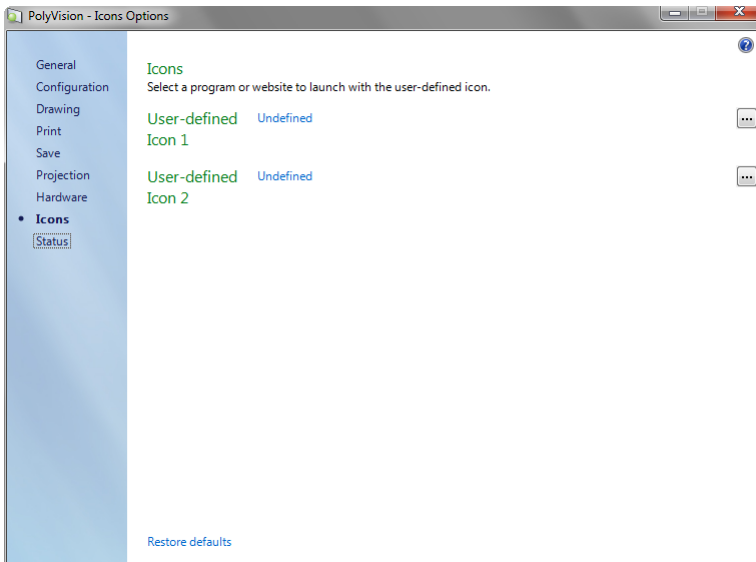 PolyVision - Icons Options
General
Configuration
Drawing
Print
Save
Projection
Hardware
• Icons
Status
Icons
Select a program or website to launch with the user-defined icon.
User-defined Undefined ...
Icon 1
User-defined Undefined ...
Icon 2
Restore defaults